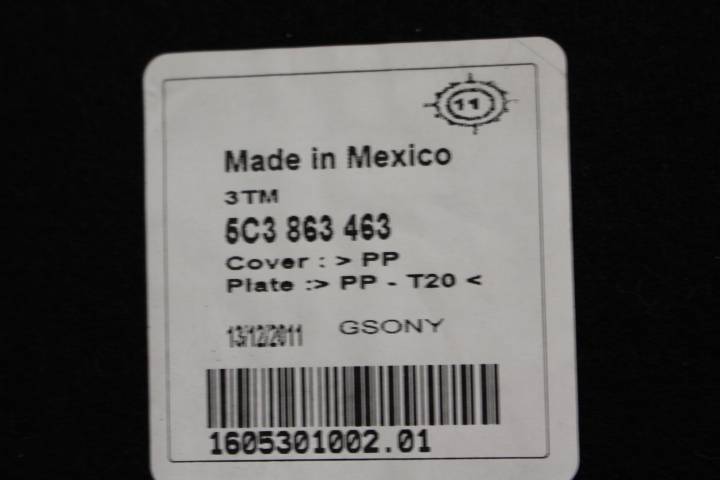 11
Made in Mexico
3TM
5C3 863 463
Cover : > PP
Plate :> PP - T20 <
13/12/2011 GSONY
1605301002.01